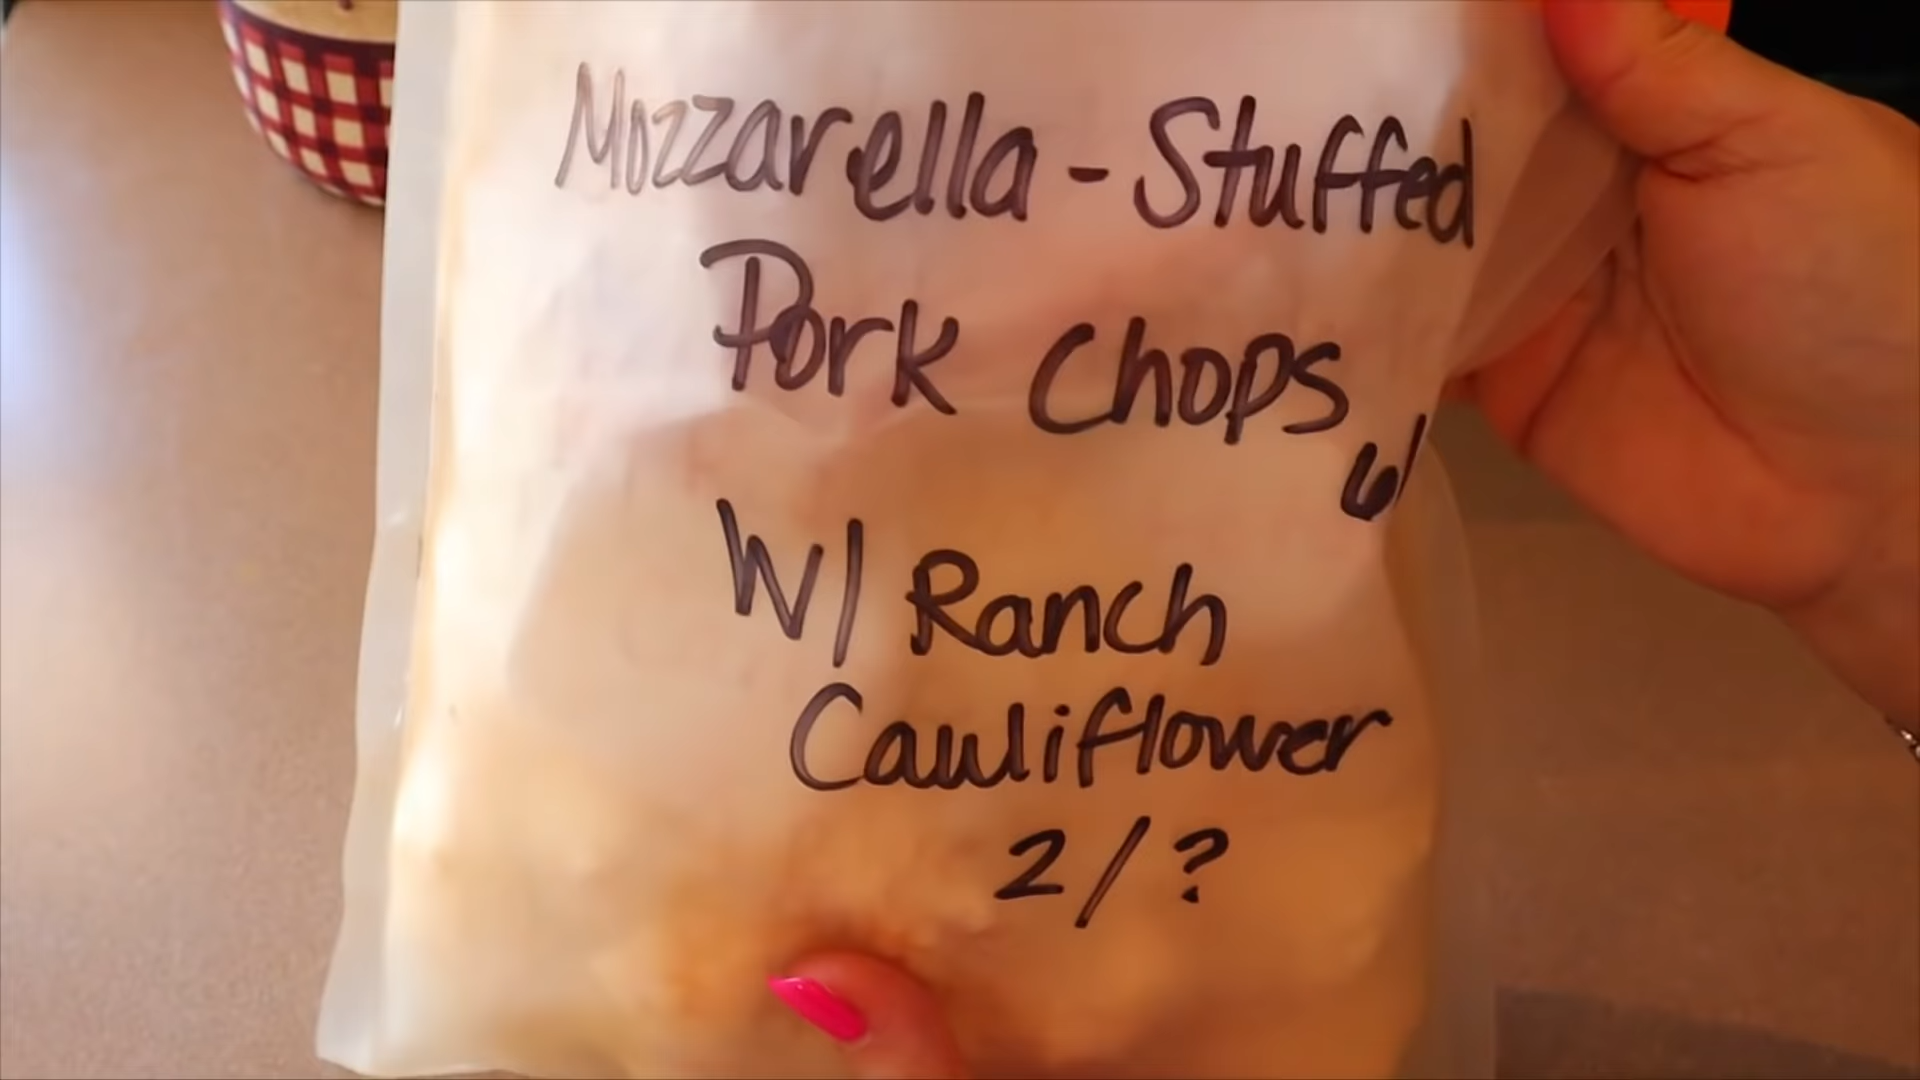 Mozzarella - Stuffed
Pork Chops
w/
W/ Ranch
Cauliflower
2/?